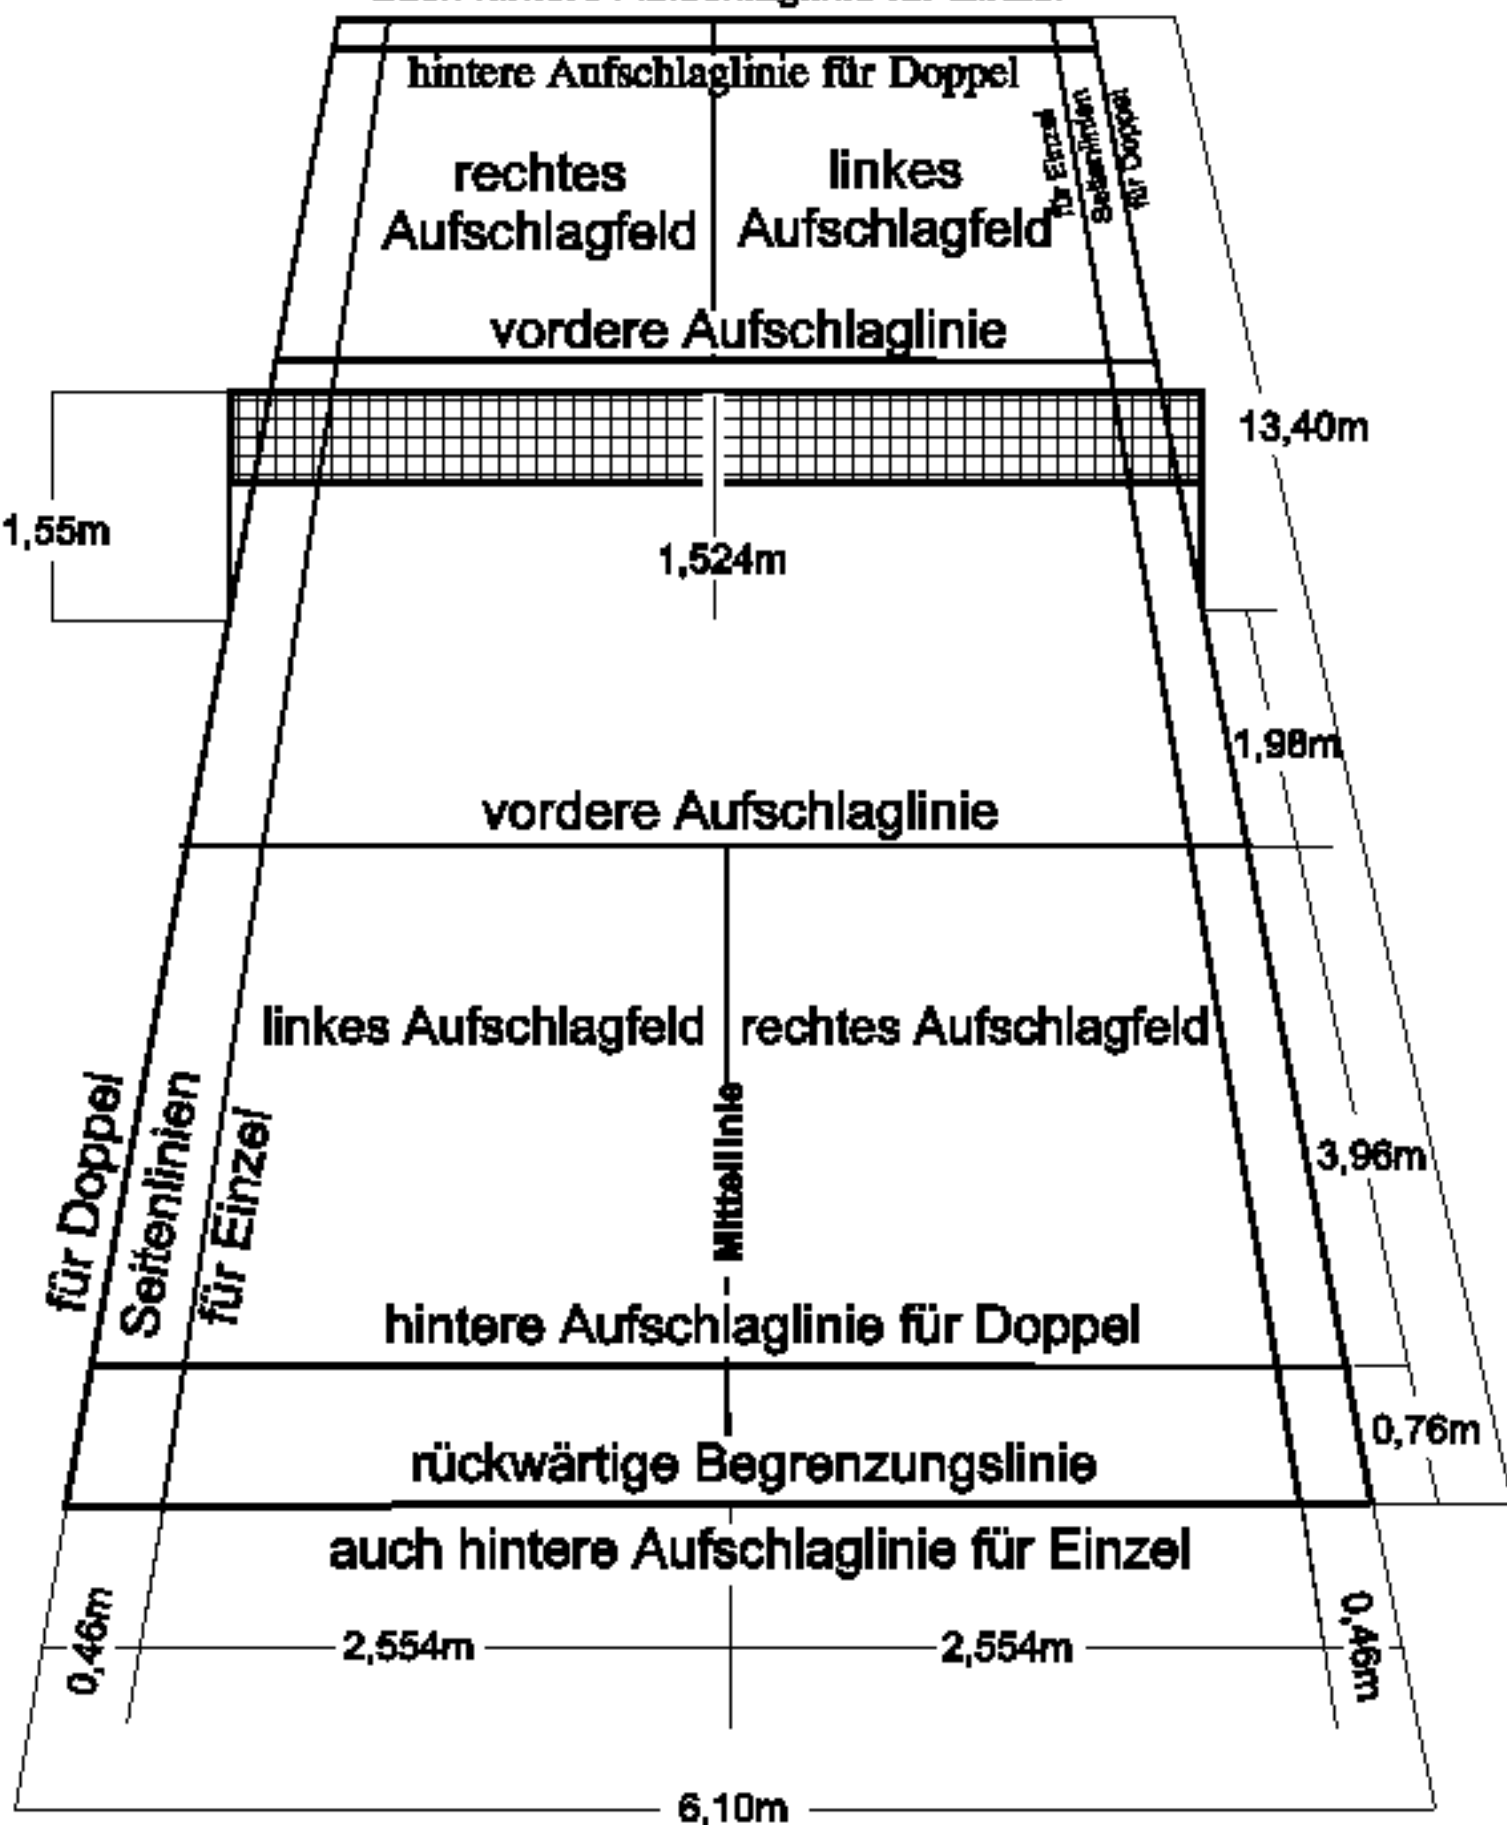 hintere Aufschlaglinie für Doppel
für Einzel
Seitenlinien
für Doppel
rechtes
Aufschlagfeld
linkes
Aufschlagfeld
vordere Aufschlaglinie
13,40m
1,55m
1,524m
1,98m
vordere Aufschlaglinie
linkes Aufschlagfeld
rechtes Aufschlagfeld
für Doppel
Seitenlinien
für Einzel
Mittellinie
3,96m
hintere Aufschlaglinie für Doppel
0,76m
rückwärtige Begrenzungslinie
auch hintere Aufschlaglinie für Einzel
0,46m
2,554m
2,554m
0,46m
6,10m